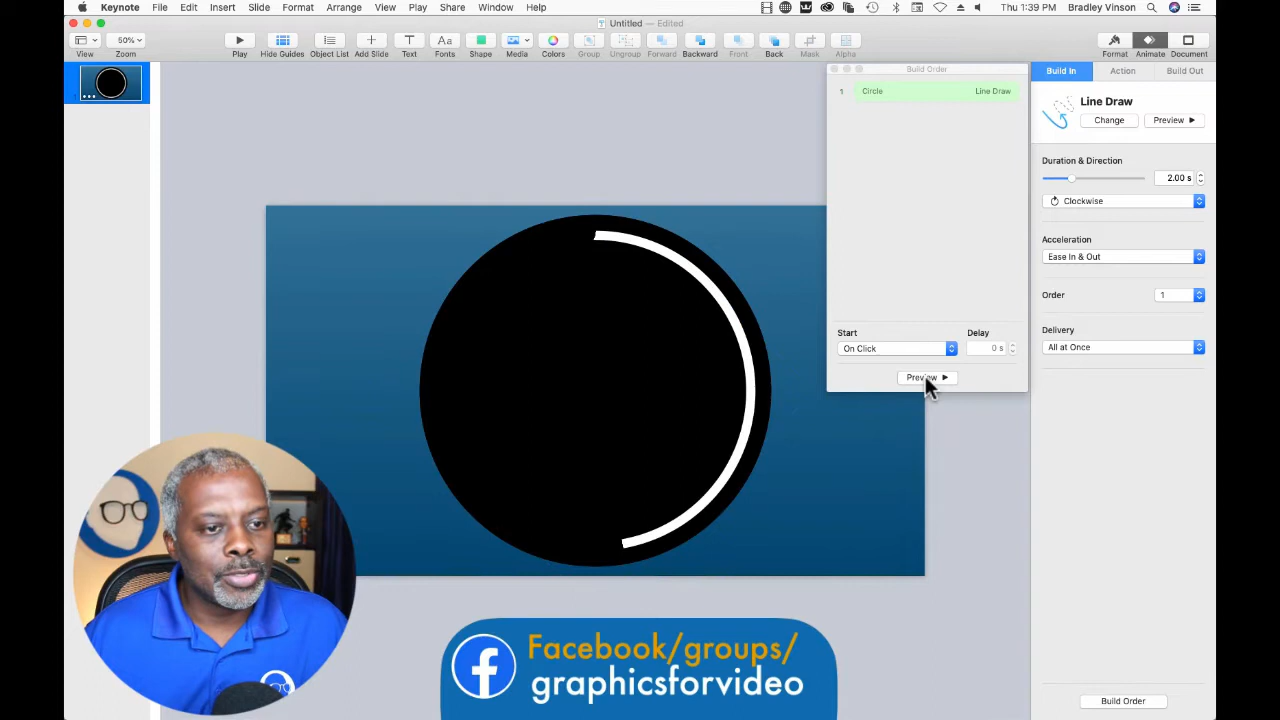 Keynote File Edit Insert Slide Format Arrange View Play Share Window Help Thu 1:39 PM Bradley Vinson
Untitled — Edited
50%
View Zoom Play Hide Guides Object List Add Slide Text Fonts Shape Media Colors Group Ungroup Forward Backward Front Back Mask Alpha Format Animate Document
Build Order
1 Circle Line Draw
Start Delay
On Click 0 s
Preview
Build In Action Build Out
Line Draw
Change Preview
Duration & Direction
2.00 s
Clockwise
Acceleration
Ease In & Out
Order 1
Delivery
All at Once
Build Order
Facebook/groups/
graphicsforvideo